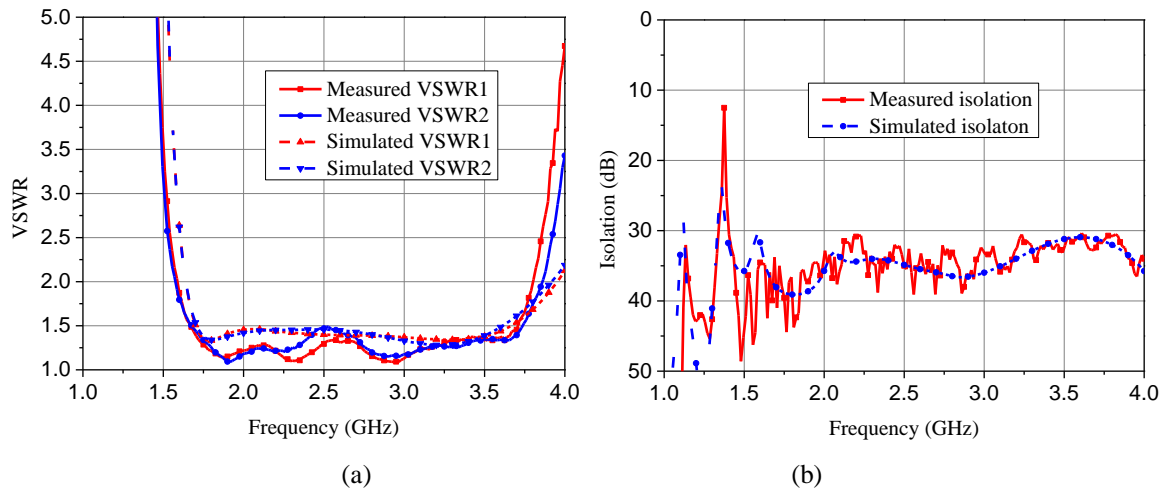 5.0
4.5
4.0
3.5
3.0
2.5
2.0
1.5
1.0
VSWR
1.0 1.5 2.0 2.5 3.0 3.5 4.0
Frequency (GHz)
Measured VSWR1
Measured VSWR2
Simulated VSWR1
Simulated VSWR2
(a)
0
10
20
30
40
50
Isolation (dB)
1.0 1.5 2.0 2.5 3.0 3.5 4.0
Frequency (GHz)
Measured isolation
Simulated isolaton
(b)